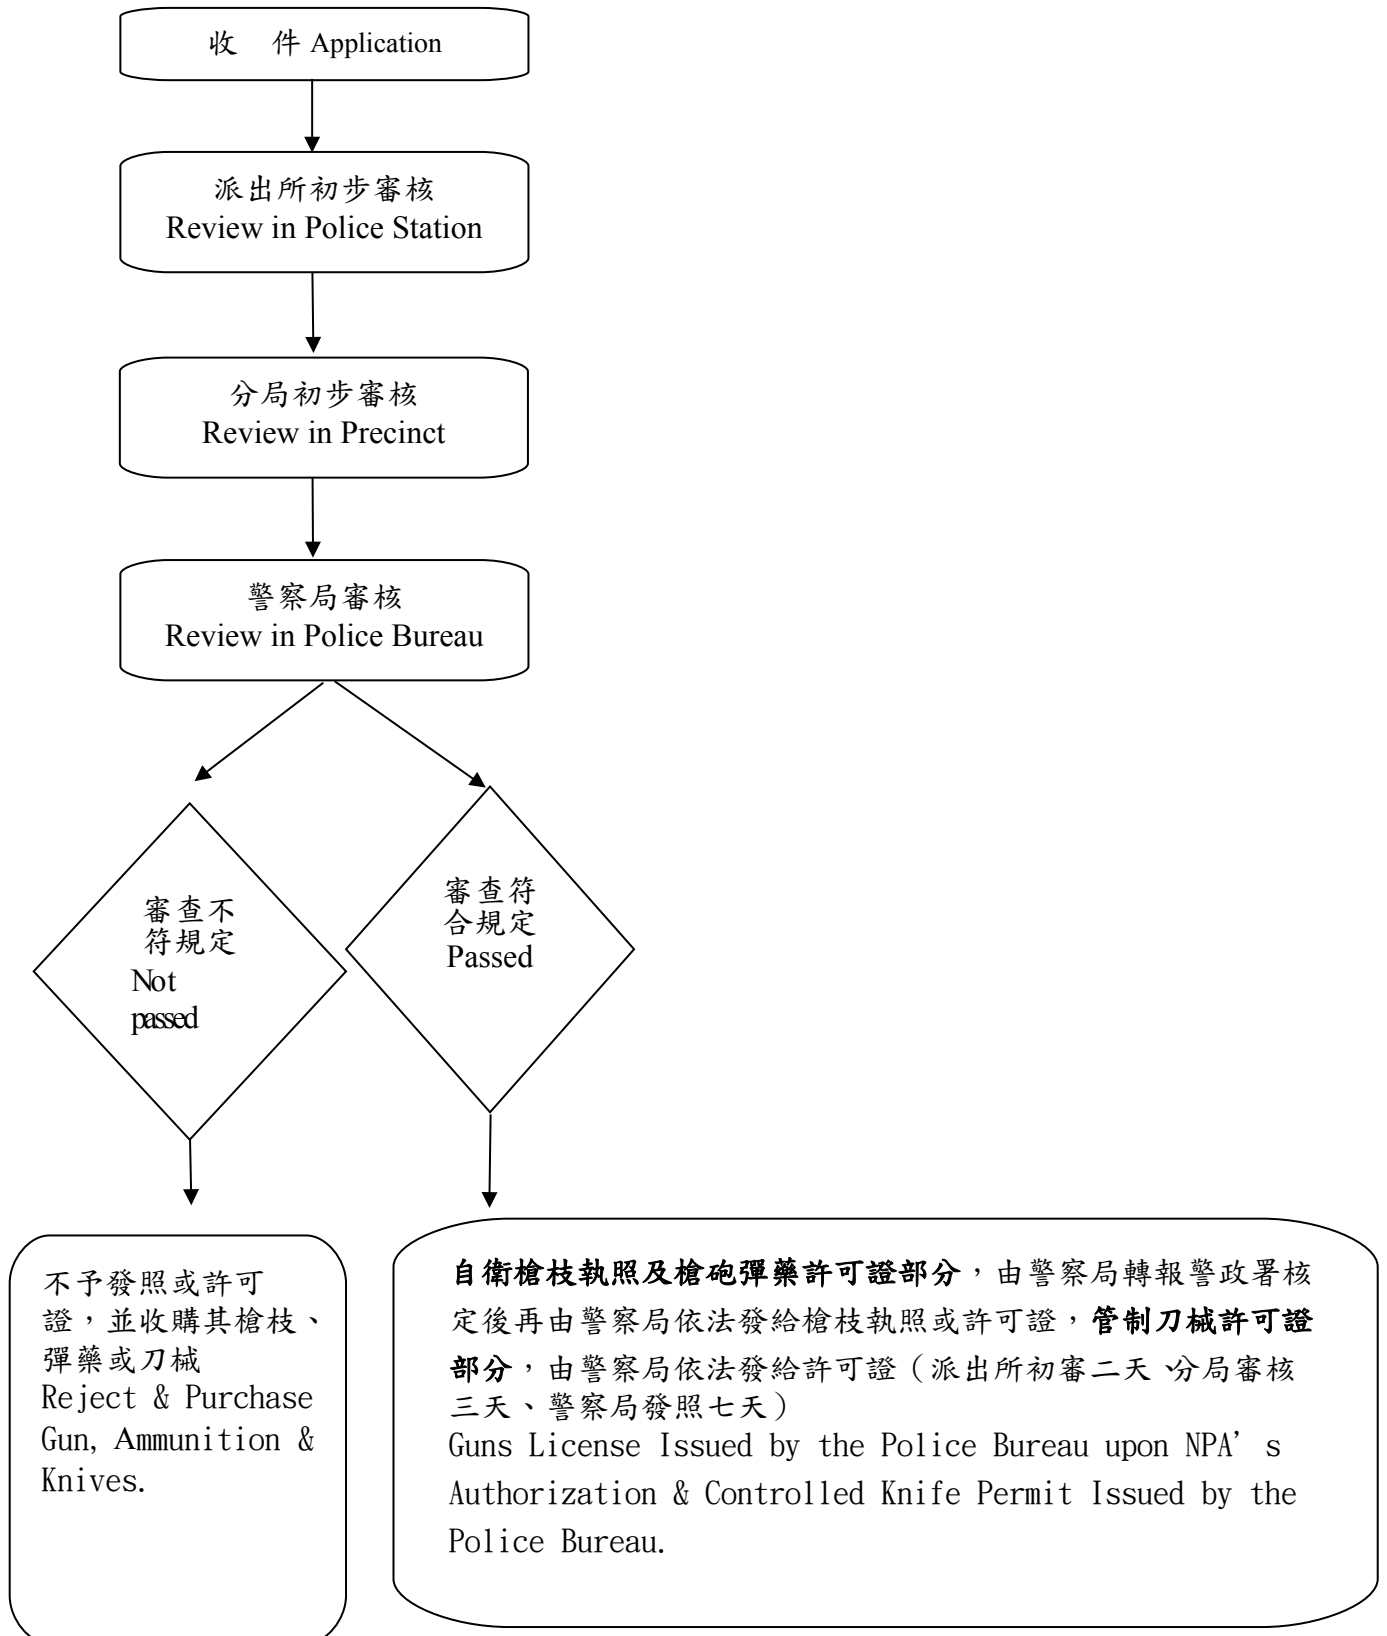 收　件 Application
派出所初步審核
Review in Police Station
分局初步審核
Review in Precinct
警察局審核
Review in Police Bureau
審查不
符規定
Not
passed
審查符
合規定
Passed
不予發照或許可
證，並收購其槍枝、
彈藥或刀械
Reject & Purchase
Gun, Ammunition &
Knives.
自衛槍枝執照及槍砲彈藥許可證部分，由警察局轉報警政署核
定後再由警察局依法發給槍枝執照或許可證，管制刀械許可證
部分，由警察局依法發給許可證（派出所初審二天、分局審核
三天、警察局發照七天）
Guns License Issued by the Police Bureau upon NPA’s
Authorization & Controlled Knife Permit Issued by the
Police Bureau.